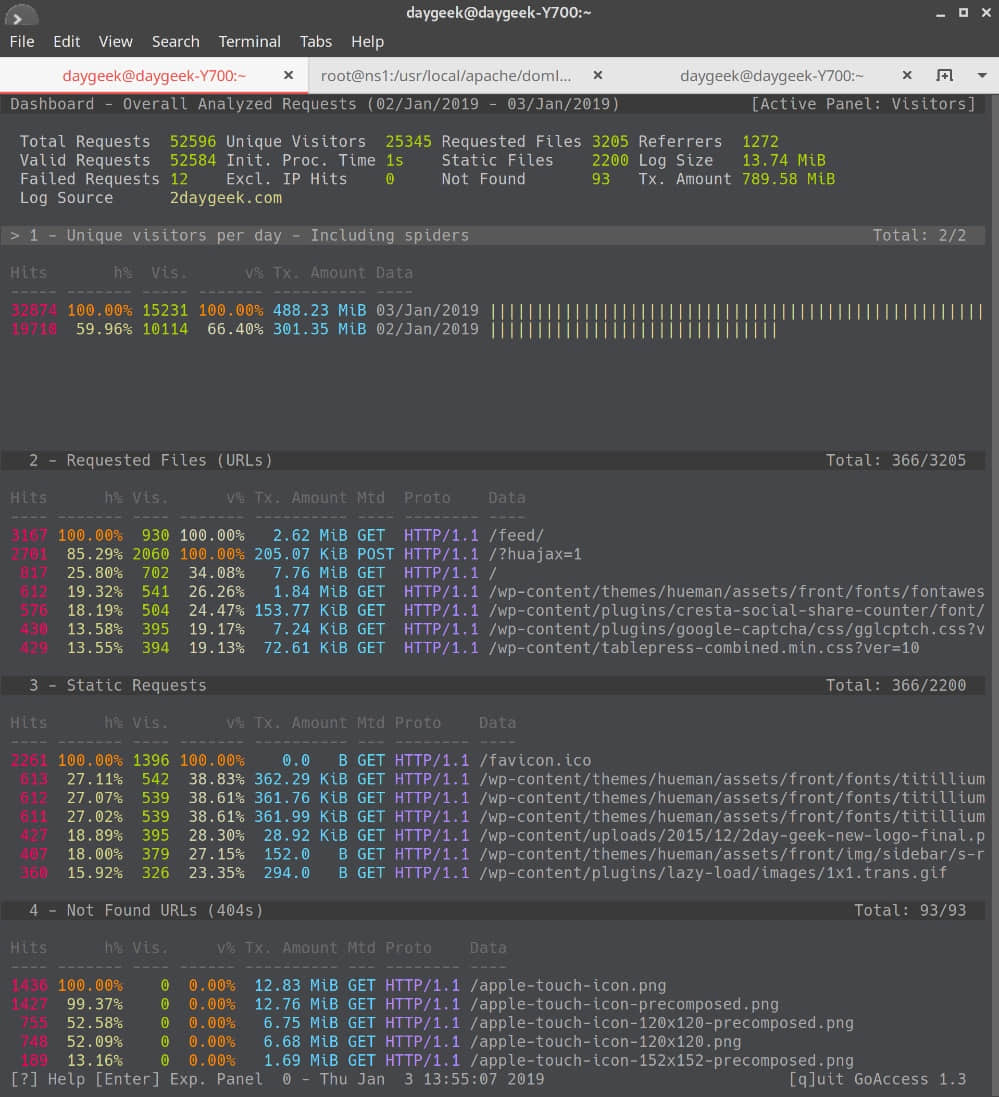 daygeek@daygeek-Y700:~
File Edit View Search Terminal Tabs Help
daygeek@daygeek-Y700:~ × root@ns1:/usr/local/apache/doml... × daygeek@daygeek-Y700:~ ×
Dashboard - Overall Analyzed Requests (02/Jan/2019 - 03/Jan/2019) [Active Panel: Visitors]
Total Requests 52596 Unique Visitors 25345 Requested Files 3205 Referrers 1272
Valid Requests 52584 Init. Proc. Time 1s Static Files 2200 Log Size 13.74 MiB
Failed Requests 12 Excl. IP Hits 0 Not Found 93 Tx. Amount 789.58 MiB
Log Source 2daygeek.com
> 1 - Unique visitors per day - Including spiders Total: 2/2
Hits h% Vis. v% Tx. Amount Data
----- ------- ----- ------- ---------- ----
32874 100.00% 15231 100.00% 488.23 MiB 03/Jan/2019 |||||||||||||||||||||||||||||||||||||||||||||||||||||
19710 59.96% 10114 66.40% 301.35 MiB 02/Jan/2019 |||||||||||||||||||||||||||||||
2 - Requested Files (URLs) Total: 366/3205
Hits h% Vis. v% Tx. Amount Mtd Proto Data
---- ------- ---- ------- ---------- ---- -------- ----
3167 100.00% 930 100.00% 2.62 MiB GET HTTP/1.1 /feed/
2701 85.29% 2060 100.00% 205.07 KiB POST HTTP/1.1 /?huajax=1
817 25.80% 702 34.08% 7.76 MiB GET HTTP/1.1 /
612 19.32% 541 26.26% 1.84 MiB GET HTTP/1.1 /wp-content/themes/hueman/assets/front/fonts/fontawes
576 18.19% 504 24.47% 153.77 KiB GET HTTP/1.1 /wp-content/plugins/cresta-social-share-counter/font/
430 13.58% 395 19.17% 7.24 KiB GET HTTP/1.1 /wp-content/plugins/google-captcha/css/gglcptch.css?v
429 13.55% 394 19.13% 72.61 KiB GET HTTP/1.1 /wp-content/tablepress-combined.min.css?ver=10
3 - Static Requests Total: 366/2200
Hits h% Vis. v% Tx. Amount Mtd Proto Data
---- ------- ---- ------- ---------- --- -------- ----
2261 100.00% 1396 100.00% 0.0 B GET HTTP/1.1 /favicon.ico
613 27.11% 542 38.83% 362.29 KiB GET HTTP/1.1 /wp-content/themes/hueman/assets/front/fonts/titillium
612 27.07% 539 38.61% 361.76 KiB GET HTTP/1.1 /wp-content/themes/hueman/assets/front/fonts/titillium
611 27.02% 539 38.61% 361.99 KiB GET HTTP/1.1 /wp-content/themes/hueman/assets/front/fonts/titillium
427 18.89% 395 28.30% 28.92 KiB GET HTTP/1.1 /wp-content/uploads/2015/12/2day-geek-new-logo-final.p
407 18.00% 379 27.15% 152.0 B GET HTTP/1.1 /wp-content/themes/hueman/assets/front/img/sidebar/s-r
360 15.92% 326 23.35% 294.0 B GET HTTP/1.1 /wp-content/plugins/lazy-load/images/1x1.trans.gif
4 - Not Found URLs (404s) Total: 93/93
Hits h% Vis. v% Tx. Amount Mtd Proto Data
---- ------- ---- ----- ---------- --- -------- ----
1436 100.00% 0 0.00% 12.83 MiB GET HTTP/1.1 /apple-touch-icon.png
1427 99.37% 0 0.00% 12.76 MiB GET HTTP/1.1 /apple-touch-icon-precomposed.png
755 52.58% 0 0.00% 6.75 MiB GET HTTP/1.1 /apple-touch-icon-120x120-precomposed.png
748 52.09% 0 0.00% 6.68 MiB GET HTTP/1.1 /apple-touch-icon-120x120.png
189 13.16% 0 0.00% 1.69 MiB GET HTTP/1.1 /apple-touch-icon-152x152-precomposed.png
[?] Help [Enter] Exp. Panel 0 - Thu Jan 3 13:55:07 2019 [q]uit GoAccess 1.3